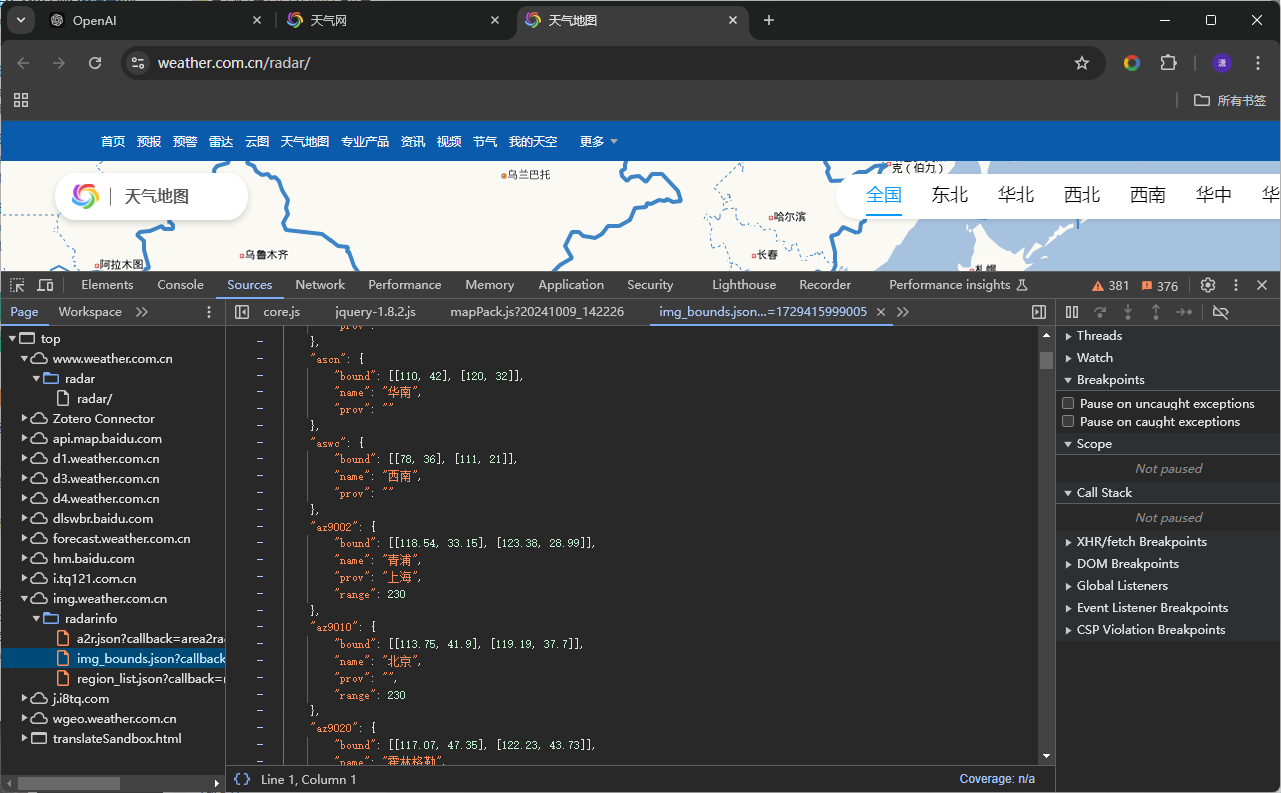 OpenAI
天气网
天气地图
weather.com.cn/radar/
所有书签
首页 预报 预警 雷达 云图 天气地图 专业产品 资讯 视频 节气 我的天空 更多
天气地图
乌兰巴托
克（伯力）
全国 东北 华北 西北 西南 华中 华
哈尔滨
乌鲁木齐
长春
阿拉木图
札幌
Elements Console Sources Network Performance Memory Application Security Lighthouse Recorder Performance insights 381 376
Page Workspace
core.js jquery-1.8.2.js mapPack.js?20241009_142226 img_bounds.json...=1729415999005
top
www.weather.com.cn
radar
radar/
Zotero Connector
api.map.baidu.com
d1.weather.com.cn
d3.weather.com.cn
d4.weather.com.cn
dlswbr.baidu.com
forecast.weather.com.cn
hm.baidu.com
i.tq121.com.cn
img.weather.com.cn
radarinfo
a2r.json?callback=area2ra
img_bounds.json?callback
region_list.json?callback=r
j.i8tq.com
wgeo.weather.com.cn
translateSandbox.html
"prov": ""
},
"ascn": {
"bound": [[110, 42], [120, 32]],
"name": "华南",
"prov": ""
},
"aswc": {
"bound": [[78, 36], [111, 21]],
"name": "西南",
"prov": ""
},
"az9002": {
"bound": [[118.54, 33.15], [123.38, 28.99]],
"name": "青浦",
"prov": "上海",
"range": 230
},
"az9010": {
"bound": [[113.75, 41.9], [119.19, 37.7]],
"name": "北京",
"prov": "",
"range": 230
},
"az9020": {
"bound": [[117.07, 47.35], [122.23, 43.73]],
"name": "霍林格勒",
{} Line 1, Column 1
Coverage: n/a
Threads
Watch
Breakpoints
Pause on uncaught exceptions
Pause on caught exceptions
Scope
Not paused
Call Stack
Not paused
XHR/fetch Breakpoints
DOM Breakpoints
Global Listeners
Event Listener Breakpoints
CSP Violation Breakpoints